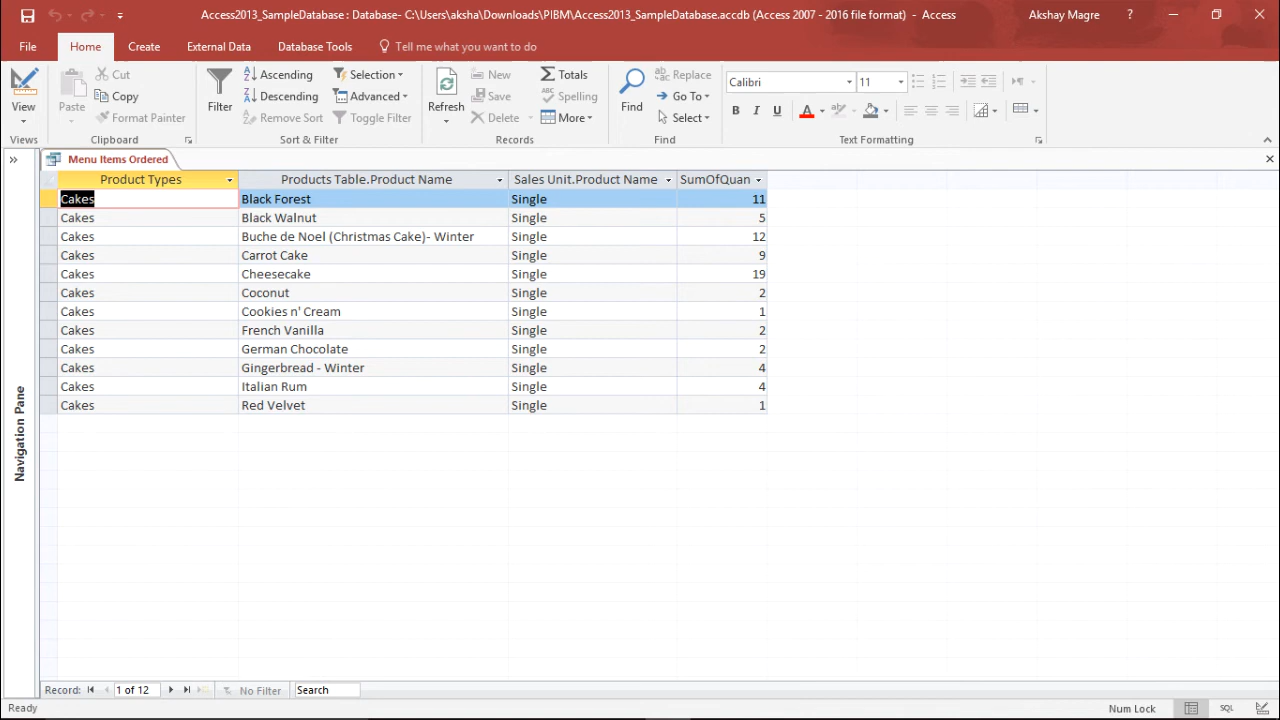 Access2013_SampleDatabase : Database- C:\Users\aksha\Downloads\PIBM\Access2013_SampleDatabase.accdb (Access 2007 - 2016 file format) - Access Akshay Magre ?
File Home Create External Data Database Tools Tell me what you want to do
View
Views
Paste
Cut
Copy
Format Painter
Clipboard
Filter
Ascending
Descending
Remove Sort
Selection
Advanced
Toggle Filter
Sort & Filter
Refresh
New
Save
Delete
Totals
Spelling
More
Records
Find
Replace
Go To
Select
Find
Calibri 11
B I U A
Text Formatting
Navigation Pane
Menu Items Ordered
Product Types Products Table.Product Name Sales Unit.Product Name SumOfQuan
Cakes Black Forest Single 11
Cakes Black Walnut Single 5
Cakes Buche de Noel (Christmas Cake)- Winter Single 12
Cakes Carrot Cake Single 9
Cakes Cheesecake Single 19
Cakes Coconut Single 2
Cakes Cookies n' Cream Single 1
Cakes French Vanilla Single 2
Cakes German Chocolate Single 2
Cakes Gingerbread - Winter Single 4
Cakes Italian Rum Single 4
Cakes Red Velvet Single 1
Record: 1 of 12 No Filter Search
Ready Num Lock SQL